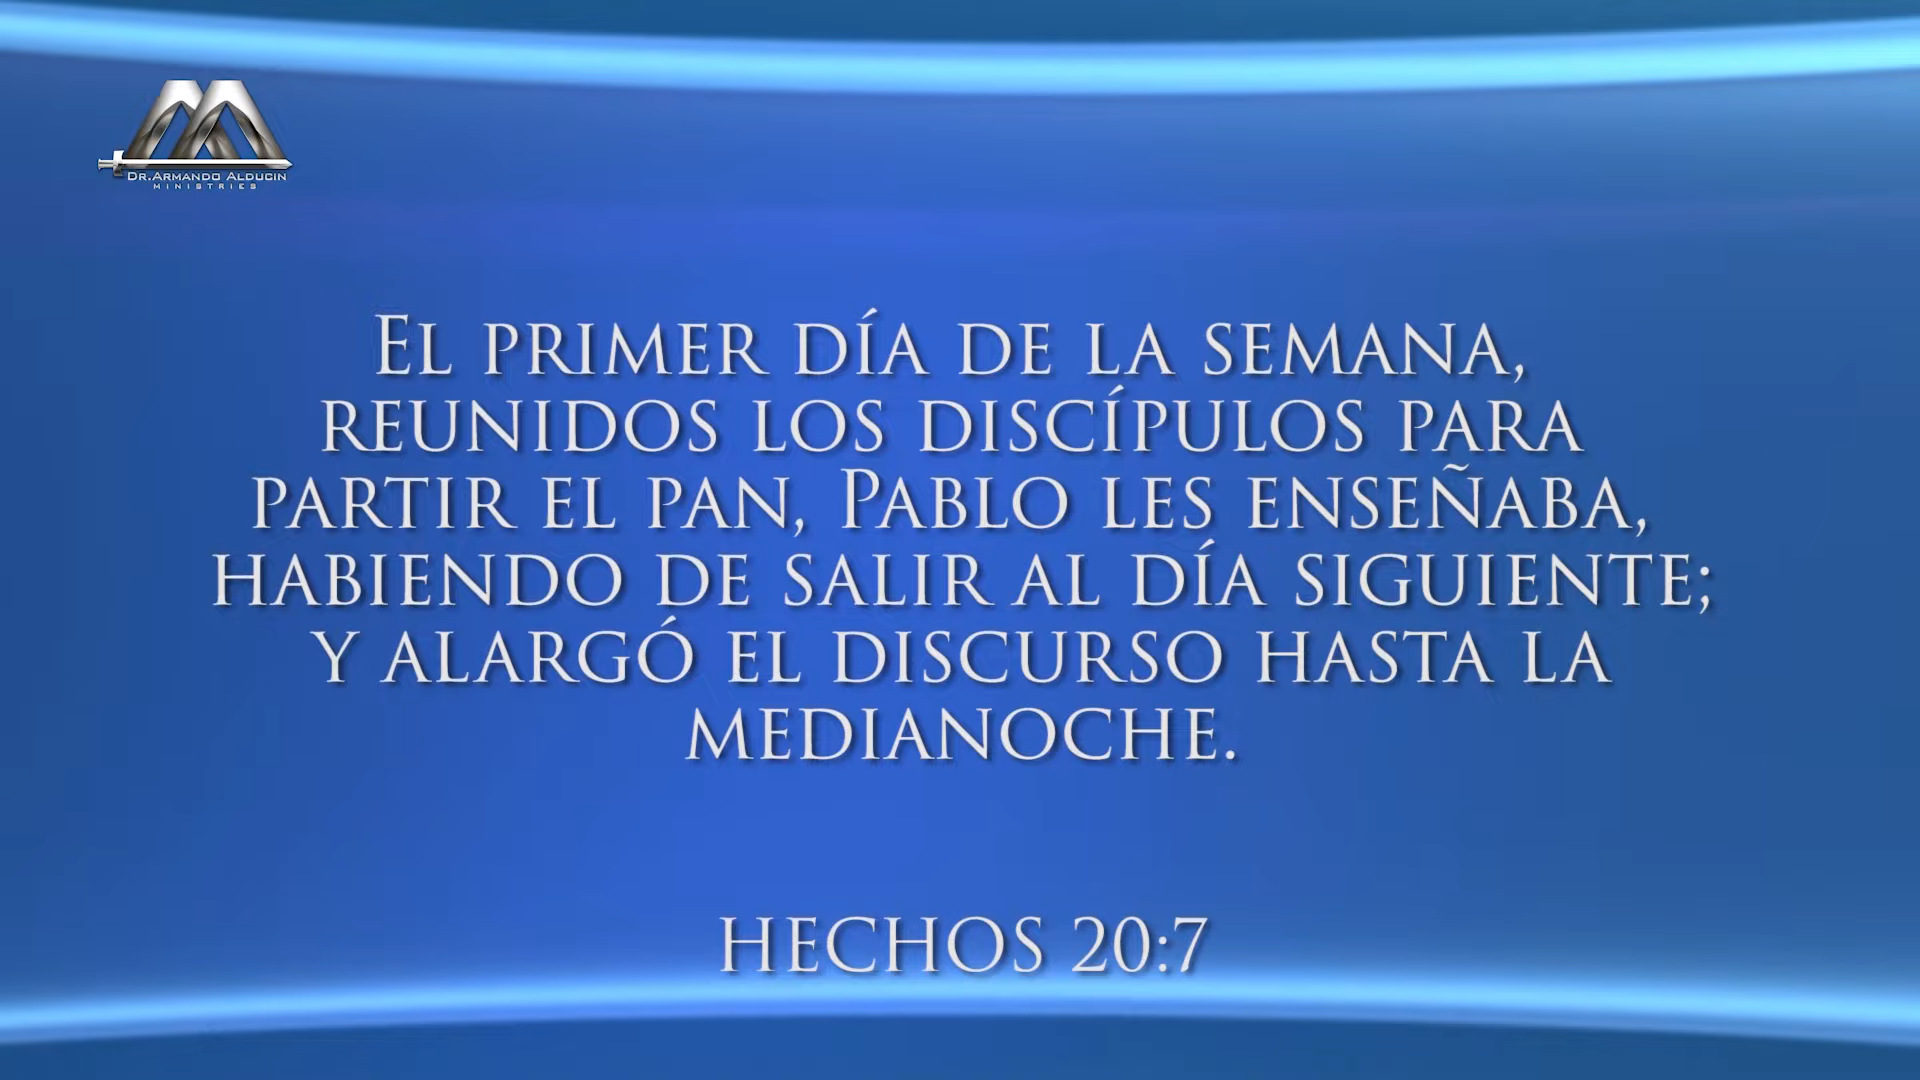 Dr. Armando Alducin
MINISTRIES
El primer día de la semana,
reunidos los discípulos para
partir el pan, Pablo les enseñaba,
habiendo de salir al día siguiente;
y alargó el discurso hasta la
medianoche.
HECHOS 20:7